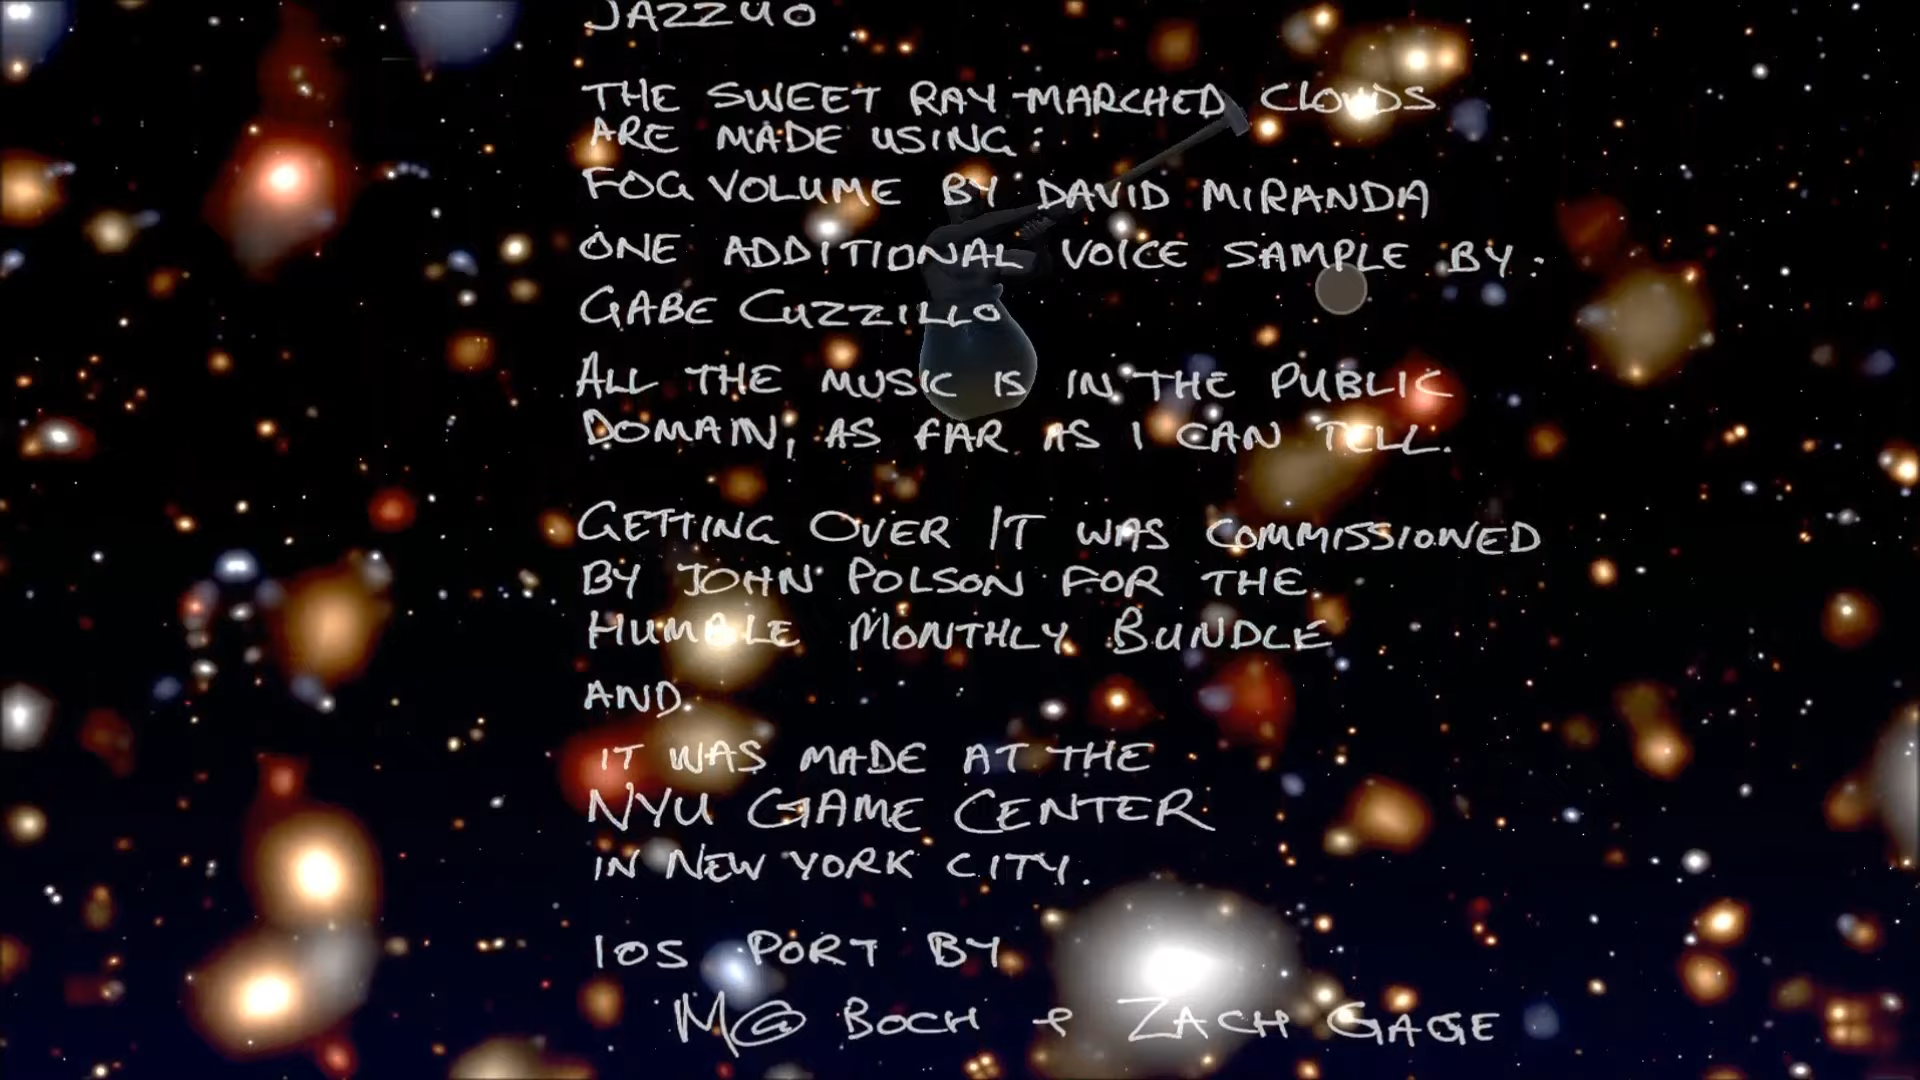 JAZZUO
THE SWEET RAY-MARCHED CLOUDS
ARE MADE USING:
FOG VOLUME BY DAVID MIRANDA
ONE ADDITIONAL VOICE SAMPLE BY:
GABE CUZZILLO
ALL THE MUSIC IS IN THE PUBLIC
DOMAIN, AS FAR AS I CAN TELL.
GETTING OVER IT WAS COMMISSIONED
BY JOHN POLSON FOR THE
HUMBLE MONTHLY BUNDLE
AND
IT WAS MADE AT THE
NYU GAME CENTER
IN NEW YORK CITY.
IOS PORT BY
M@ BOCH & ZACH GAGE